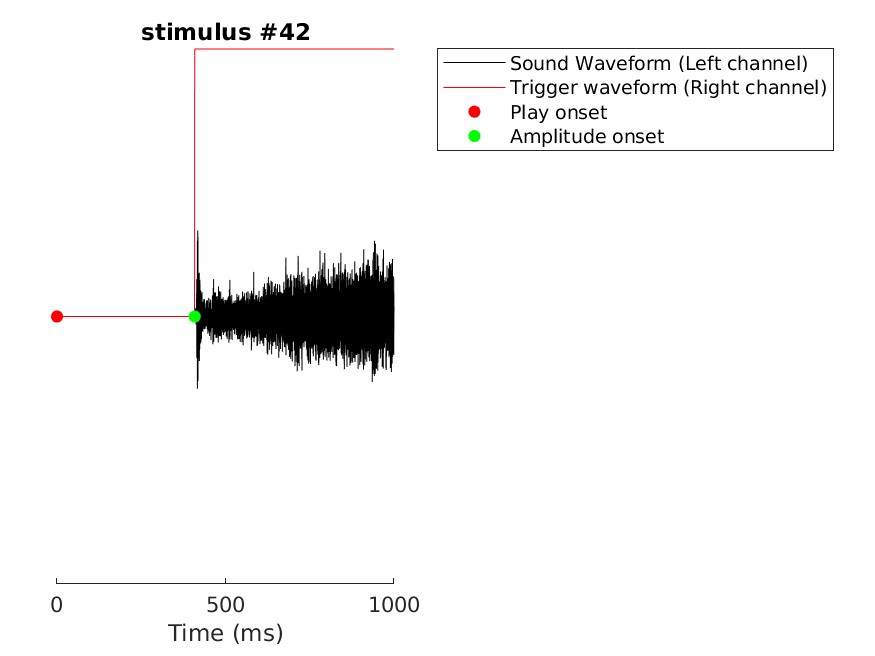 stimulus #42
Sound Waveform (Left channel)
Trigger waveform (Right channel)
Play onset
Amplitude onset
0 500 1000
Time (ms)